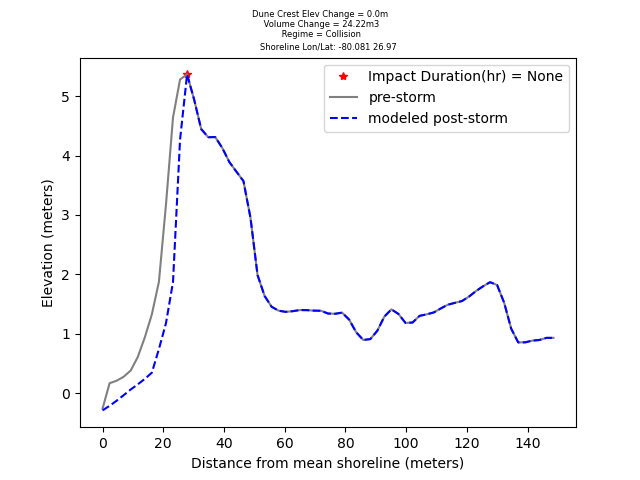 Dune Crest Elev Change = 0.0m
Volume Change = 24.22m3
Regime = Collision
Shoreline Lon/Lat: -80.081 26.97
Impact Duration(hr) = None
pre-storm
modeled post-storm
Elevation (meters)
5
4
3
2
1
0
0 20 40 60 80 100 120 140
Distance from mean shoreline (meters)